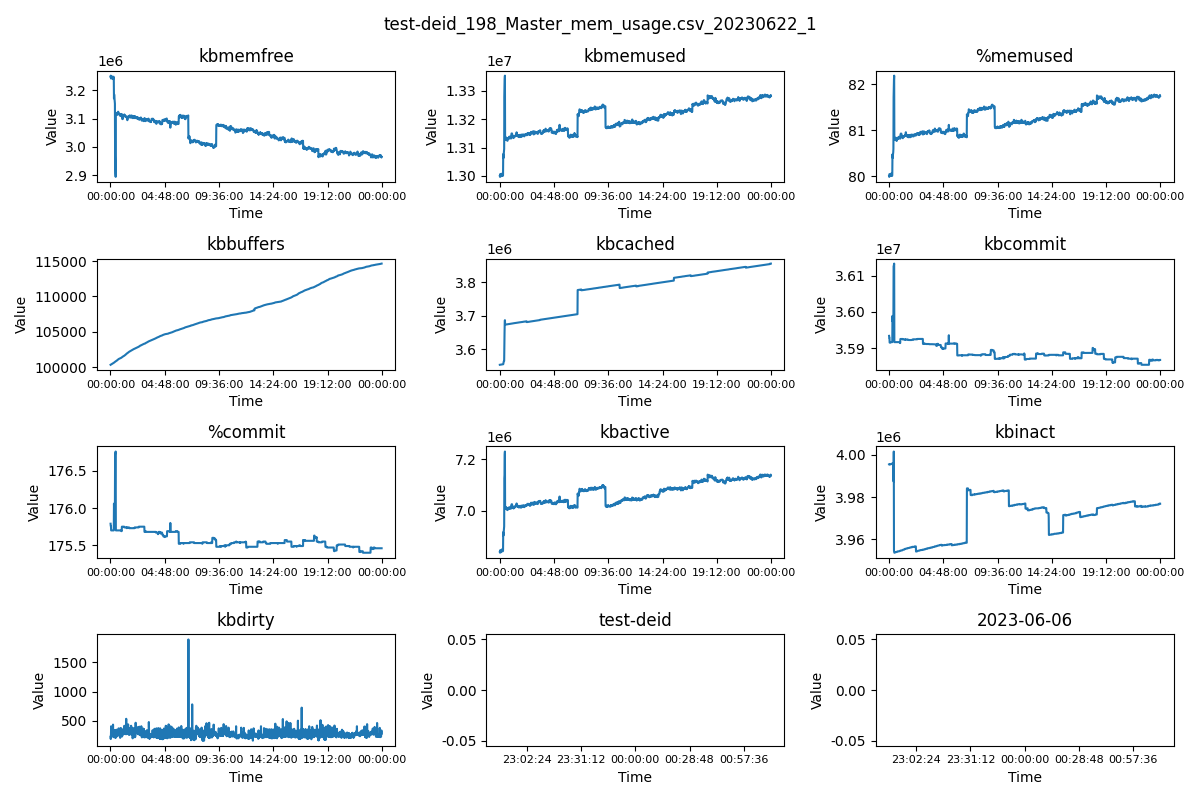 test-deid_198_Master_mem_usage.csv_20230622_1
kbmemfree
1e6
3.2
3.1
3.0
2.9
Value
00:00:00 04:48:00 09:36:00 14:24:00 19:12:00 00:00:00
Time
kbmemused
1e7
1.33
1.32
1.31
1.30
Value
00:00:00 04:48:00 09:36:00 14:24:00 19:12:00 00:00:00
Time
%memused
82
81
80
Value
00:00:00 04:48:00 09:36:00 14:24:00 19:12:00 00:00:00
Time
kbbuffers
115000
110000
105000
100000
Value
00:00:00 04:48:00 09:36:00 14:24:00 19:12:00 00:00:00
Time
kbcached
1e6
3.8
3.7
3.6
Value
00:00:00 04:48:00 09:36:00 14:24:00 19:12:00 00:00:00
Time
kbcommit
1e7
3.61
3.60
3.59
Value
00:00:00 04:48:00 09:36:00 14:24:00 19:12:00 00:00:00
Time
%commit
176.5
176.0
175.5
Value
00:00:00 04:48:00 09:36:00 14:24:00 19:12:00 00:00:00
Time
kbactive
1e6
7.2
7.0
Value
00:00:00 04:48:00 09:36:00 14:24:00 19:12:00 00:00:00
Time
kbinact
1e6
4.00
3.98
3.96
Value
00:00:00 04:48:00 09:36:00 14:24:00 19:12:00 00:00:00
Time
kbdirty
1500
1000
500
Value
00:00:00 04:48:00 09:36:00 14:24:00 19:12:00 00:00:00
Time
test-deid
0.05
0.00
-0.05
Value
23:02:24 23:31:12 00:00:00 00:28:48 00:57:36
Time
2023-06-06
0.05
0.00
-0.05
Value
23:02:24 23:31:12 00:00:00 00:28:48 00:57:36
Time